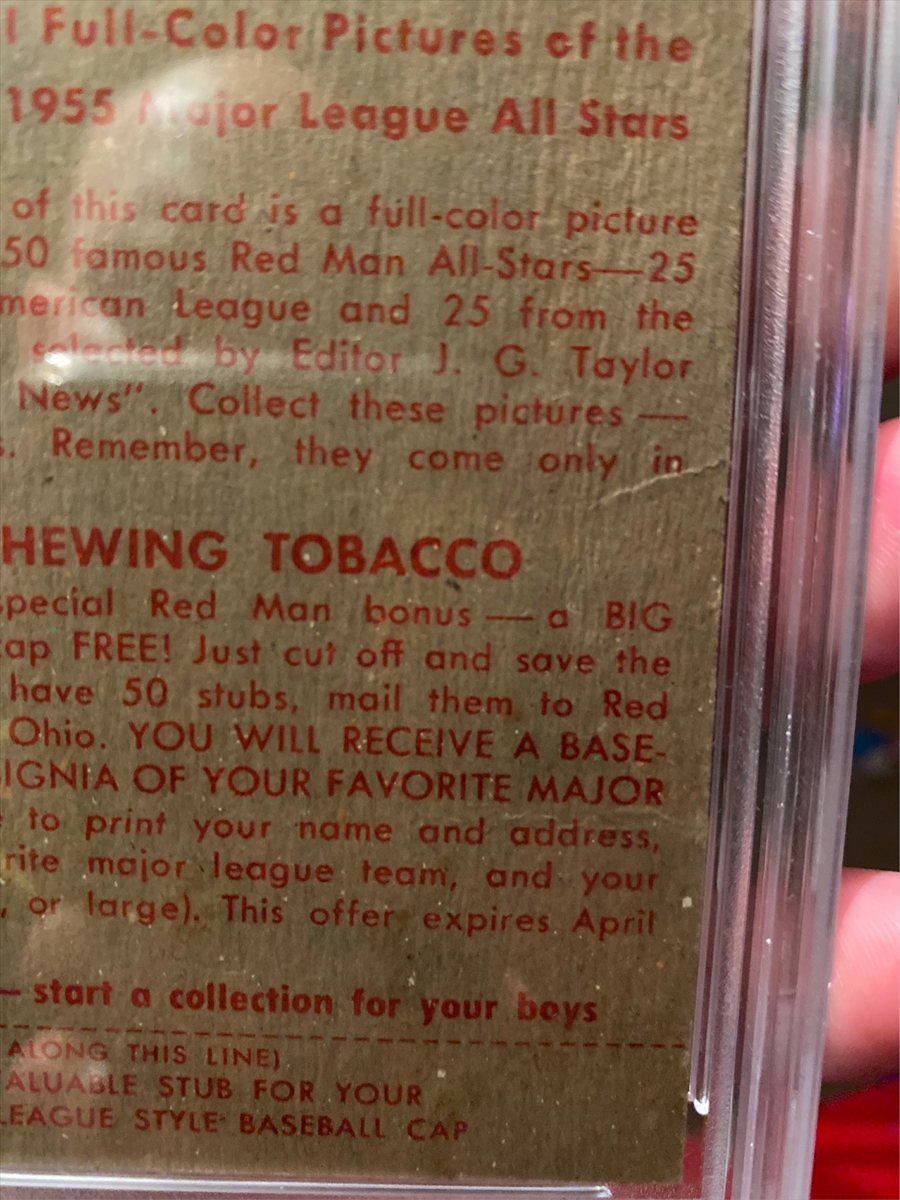 l Full-Color Pictures of the
1955 Major League All Stars
of this card is a full-color picture
50 famous Red Man All-Stars—25
merican League and 25 from the
selected by Editor J. G. Taylor
News". Collect these pictures —
s. Remember, they come only in
HEWING TOBACCO
special Red Man bonus — a BIG
cap FREE! Just cut off and save the
have 50 stubs, mail them to Red
Ohio. YOU WILL RECEIVE A BASE-
IGNIA OF YOUR FAVORITE MAJOR
to print your name and address,
rite major league team, and your
, or large). This offer expires April
— start a collection for your boys
ALONG THIS LINE)
ALUABLE STUB FOR YOUR
LEAGUE STYLE BASEBALL CAP